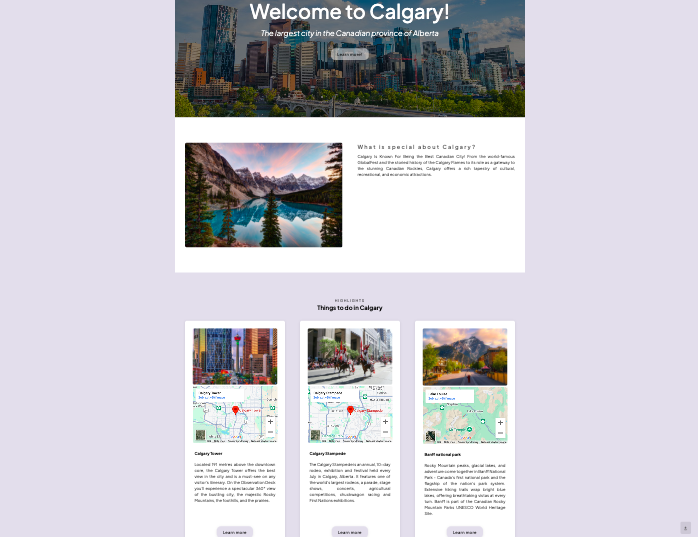 Welcome to Calgary!
The largest city in the Canadian province of Alberta
Learn more!
What is special about Calgary?
Calgary Is Known For Being the Best Canadian City! From the world-famous
GlobalFest and the storied history of the Calgary Flames to its role as a gateway to
the stunning Canadian Rockies, Calgary offers a rich tapestry of cultural,
recreational, and economic attractions.
HIGHLIGHTS
Things to do in Calgary
Calgary Tower
Calgary Stampede
Calgary Tower
Located 191 metres above the downtown
core, the Calgary Tower offers the best
view in the city and is a must-see on any
visitor's itinerary. On the Observation Deck
you'll experience a spectacular 360° view
of the bustling city, the majestic Rocky
Mountains, the foothills, and the prairies.
Learn more
Calgary Stampede
The Calgary Stampede is an annual, 10-day
rodeo, exhibition and festival held every
July in Calgary, Alberta. It features one of
the world's largest rodeos, a parade, stage
shows, concerts, agricultural
competitions, chuckwagon racing and
First Nations exhibitions.
Learn more
Banff national park
Rocky Mountain peaks, glacial lakes, and
adventure come together in Banff National
Park - Canada's first national park and the
flagship of the nation's park system.
Extensive hiking trails wrap bright blue
lakes, offering breathtaking vistas at every
turn. Banff is part of the Canadian Rocky
Mountain Parks UNESCO World Heritage
Site.
Learn more